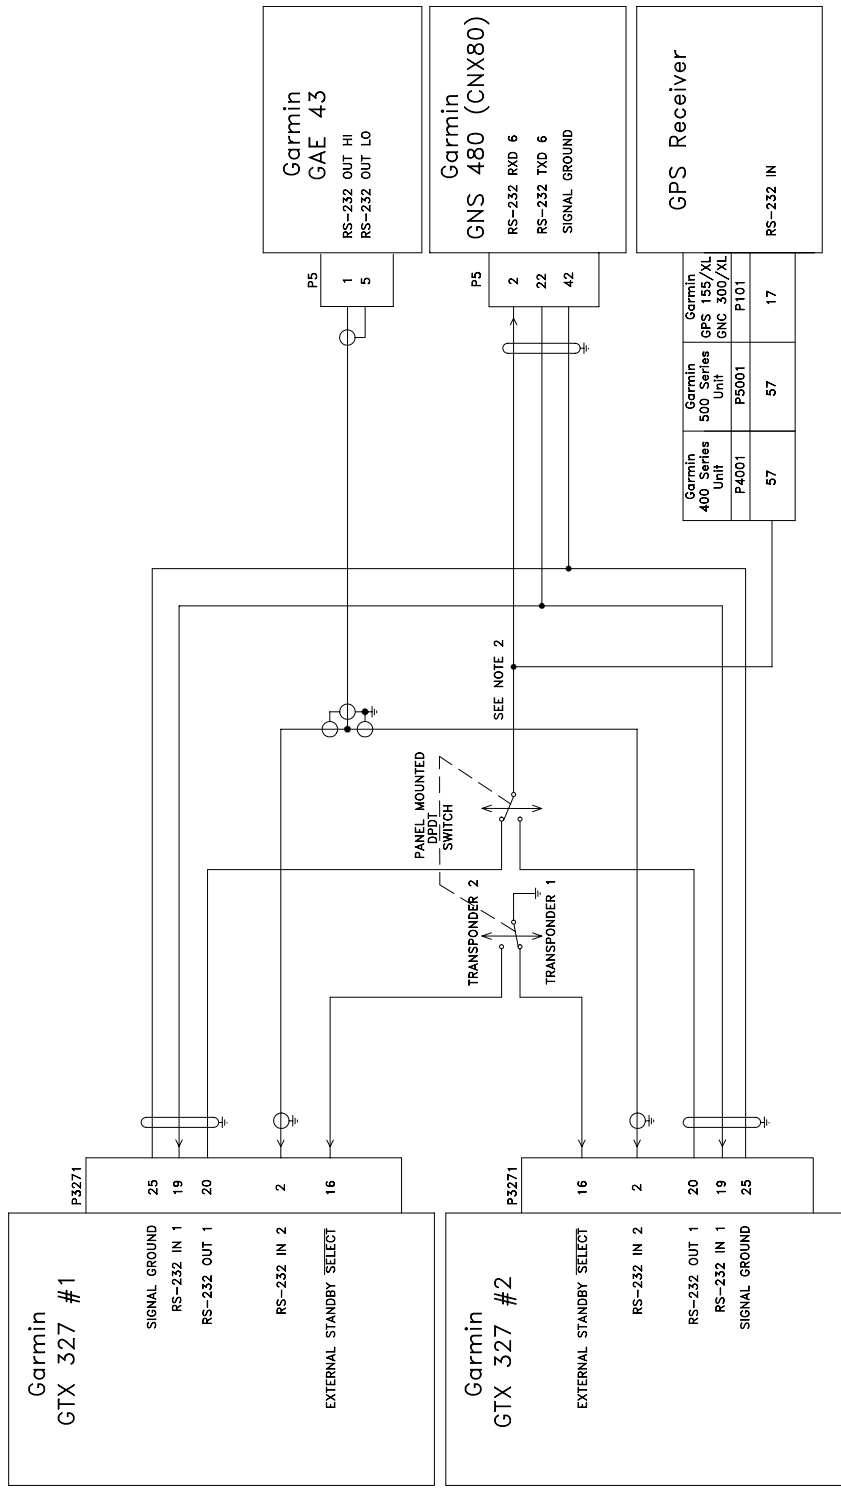 Garmin
GTX 327 #1
P3271
SIGNAL GROUND 25
RS-232 IN 1 19
RS-232 OUT 1 20
RS-232 IN 2 2
EXTERNAL STANDBY SELECT 16
Garmin
GTX 327 #2
P3271
EXTERNAL STANDBY SELECT 16
RS-232 IN 2 2
RS-232 OUT 1 20
RS-232 IN 1 19
SIGNAL GROUND 25
PANEL MOUNTED
DPDT
SWITCH
TRANSPONDER 2
TRANSPONDER 1
SEE NOTE 2
Garmin
GAE 43
P5
1 RS-232 OUT HI
5 RS-232 OUT LO
Garmin
GNS 480 (CNX80)
P5
2 RS-232 RXD 6
22 RS-232 TXD 6
42 SIGNAL GROUND
GPS Receiver
Garmin
400 Series
Unit
Garmin
500 Series
Unit
Garmin
GPS 155/XL
GNC 300/XL
P4001 P5001 P101
57 57 17 RS-232 IN